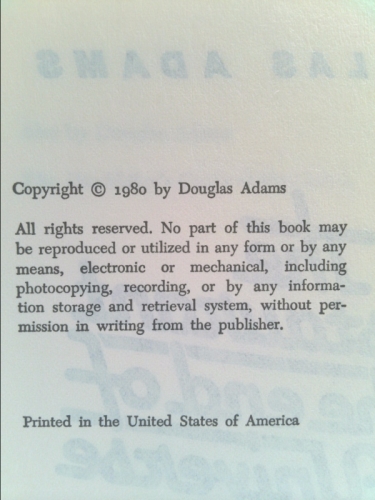 Copyright © 1980 by Douglas Adams
All rights reserved. No part of this book may
be reproduced or utilized in any form or by any
means, electronic or mechanical, including
photocopying, recording, or by any informa-
tion storage and retrieval system, without per-
mission in writing from the publisher.
Printed in the United States of America